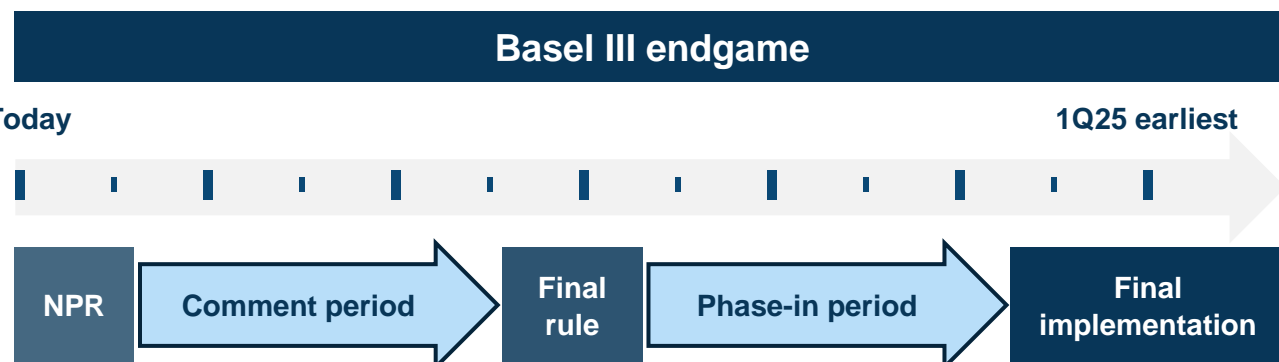 Basel III endgame
Today
1Q25 earliest
NPR
Comment period
Final
rule
Phase-in period
Final
implementation